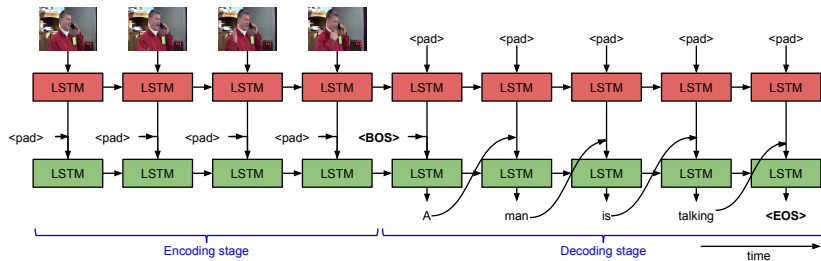 <pad> <pad> <pad> <pad> <pad>
LSTM LSTM LSTM LSTM LSTM LSTM LSTM LSTM LSTM
<pad> <pad> <pad> <pad> <BOS>
LSTM LSTM LSTM LSTM LSTM LSTM LSTM LSTM LSTM
A man is talking <EOS>
Encoding stage Decoding stage
time